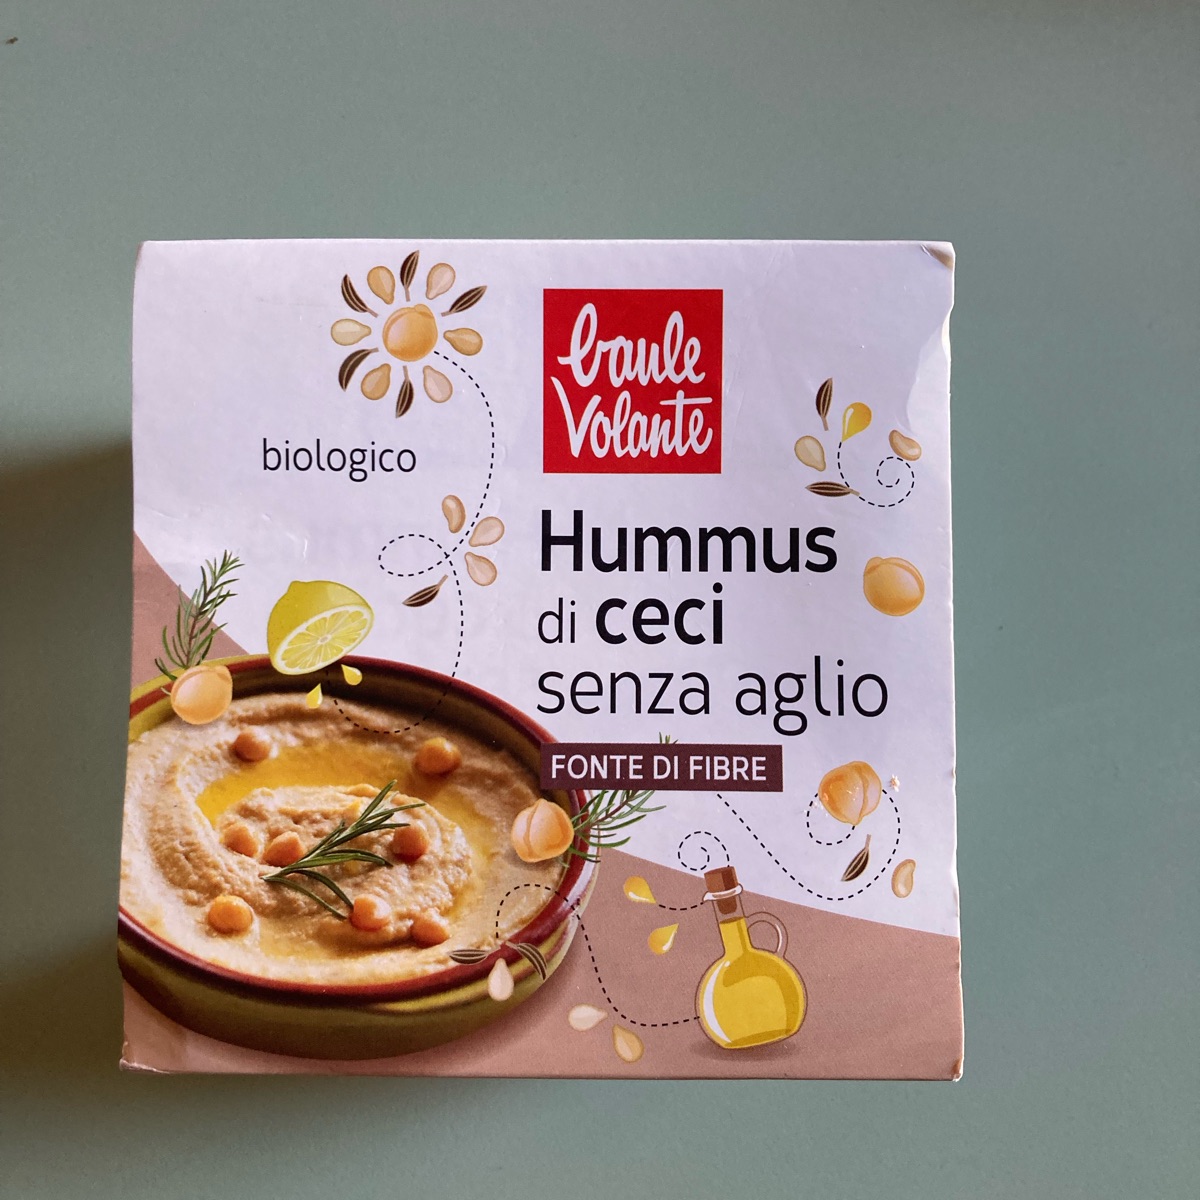 baule
volante
biologico
Hummus
di ceci
senza aglio
FONTE DI FIBRE